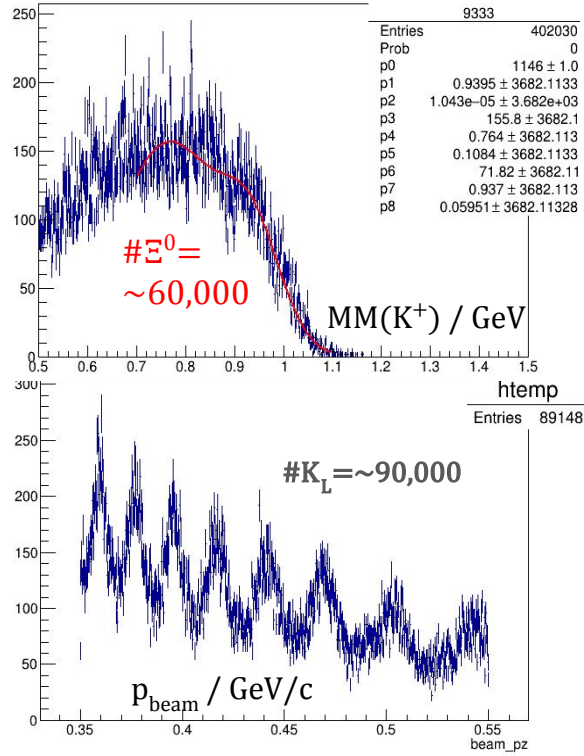 9333
Entries 402030
Prob 0
p0 1146 ± 1.0
p1 0.9395 ± 3682.1133
p2 1.043e−05 ± 3.682e+03
p3 155.8 ± 3682.1
p4 0.764 ± 3682.113
p5 0.1084 ± 3682.1133
p6 71.82 ± 3682.11
p7 0.937 ± 3682.113
p8 0.05951 ± 3682.11328
250
200
150
100
50
0
#Ξ⁰=
~60,000
MM(K⁺) / GeV
0.5 0.6 0.7 0.8 0.9 1 1.1 1.2 1.3 1.4 1.5
300
250
200
150
100
50
0
htemp
Entries 89148
#K_L=~90,000
p_beam / GeV/c
0.35 0.4 0.45 0.5 0.55
beam_pz